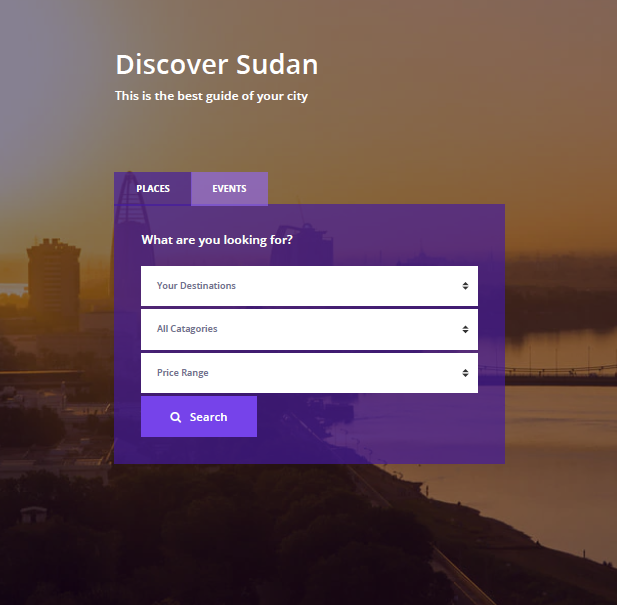 Discover Sudan
This is the best guide of your city
PLACES EVENTS
What are you looking for?
Your Destinations
All Catagories
Price Range
Search